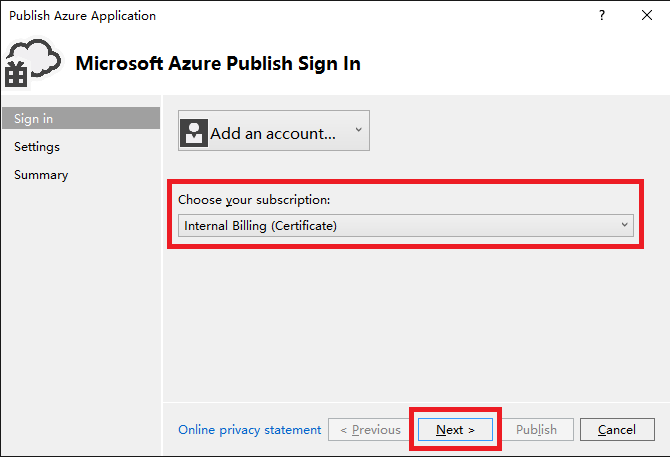 Publish Azure Application
?
Microsoft Azure Publish Sign In
Sign in
Settings
Summary
Add an account...
Choose your subscription:
Internal Billing (Certificate)
Online privacy statement < Previous Next > Publish Cancel